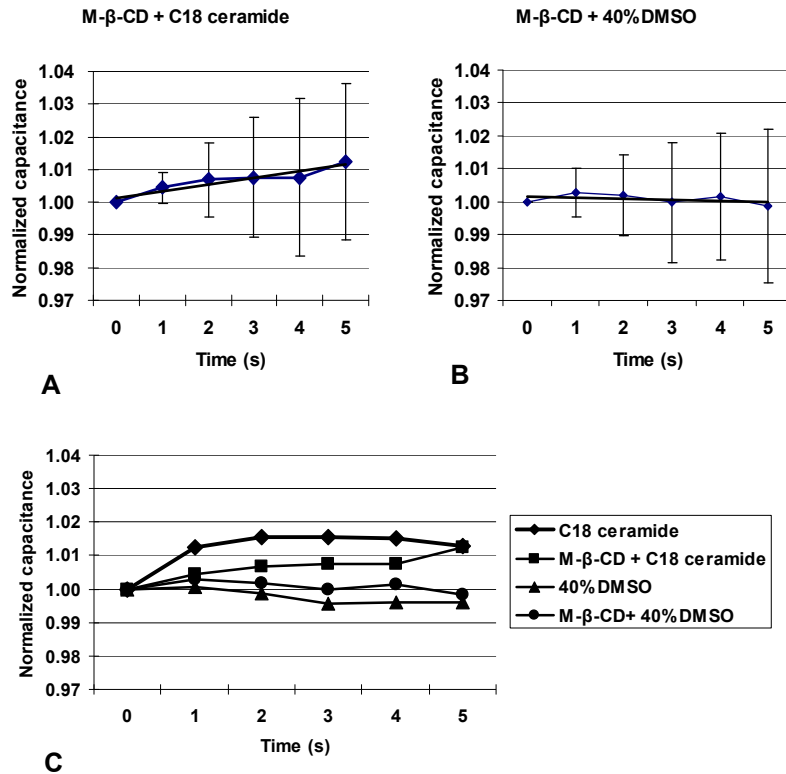 M-β-CD + C18 ceramide
Normalized capacitance
1.04
1.03
1.02
1.01
1.00
0.99
0.98
0.97
0 1 2 3 4 5
Time (s)
A
M-β-CD + 40%DMSO
Normalized capacitance
1.04
1.03
1.02
1.01
1.00
0.99
0.98
0.97
0 1 2 3 4 5
Time (s)
B
Normalized capacitance
1.04
1.03
1.02
1.01
1.00
0.99
0.98
0.97
0 1 2 3 4 5
Time (s)
C
C18 ceramide
M-β-CD + C18 ceramide
40%DMSO
M-β-CD+ 40%DMSO